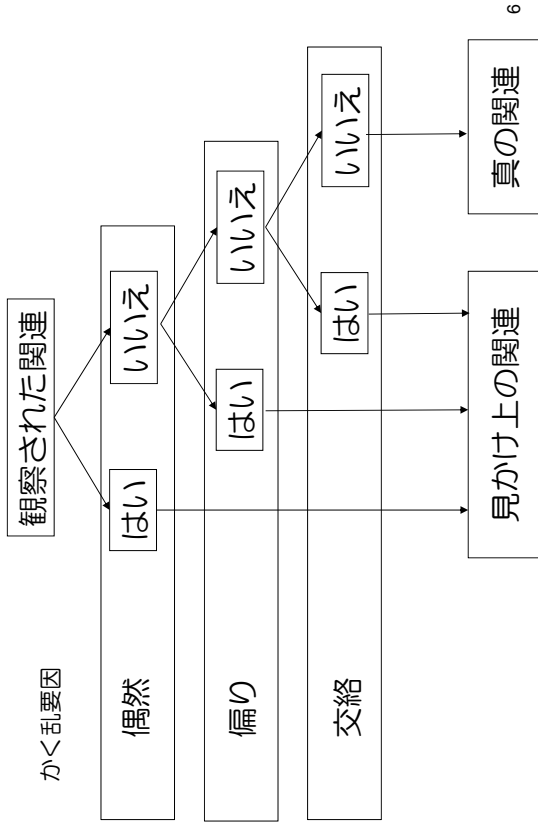 観察された関連
かく乱要因
偶然
はい
いいえ
偏り
はい
いいえ
交絡
はい
いいえ
見かけ上の関連
真の関連
6